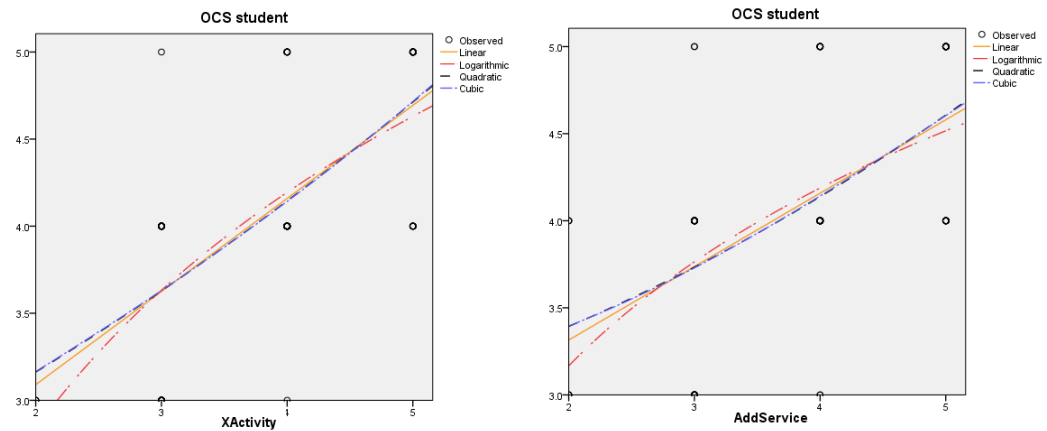 OCS student
5.0
4.5
4.0
3.5
3.0
2
3
4
5
XActivity
Observed
Linear
Logarithmic
Quadratic
Cubic
OCS student
5.0
4.5
4.0
3.5
3.0
2
3
4
5
AddService
Observed
Linear
Logarithmic
Quadratic
Cubic